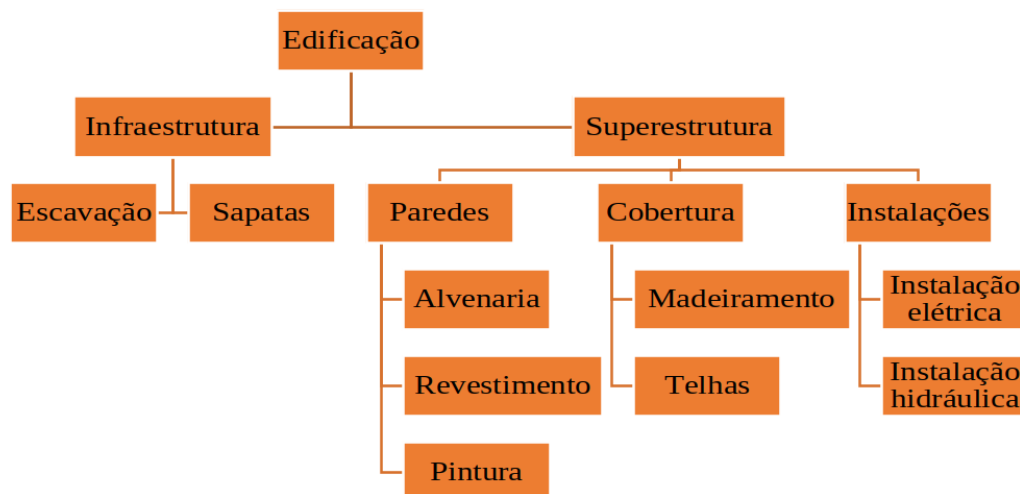 Edificação
Infraestrutura
Superestrutura
Escavação
Sapatas
Paredes
Cobertura
Instalações
Alvenaria
Madeiramento
Instalação
elétrica
Revestimento
Telhas
Instalação
hidráulica
Pintura